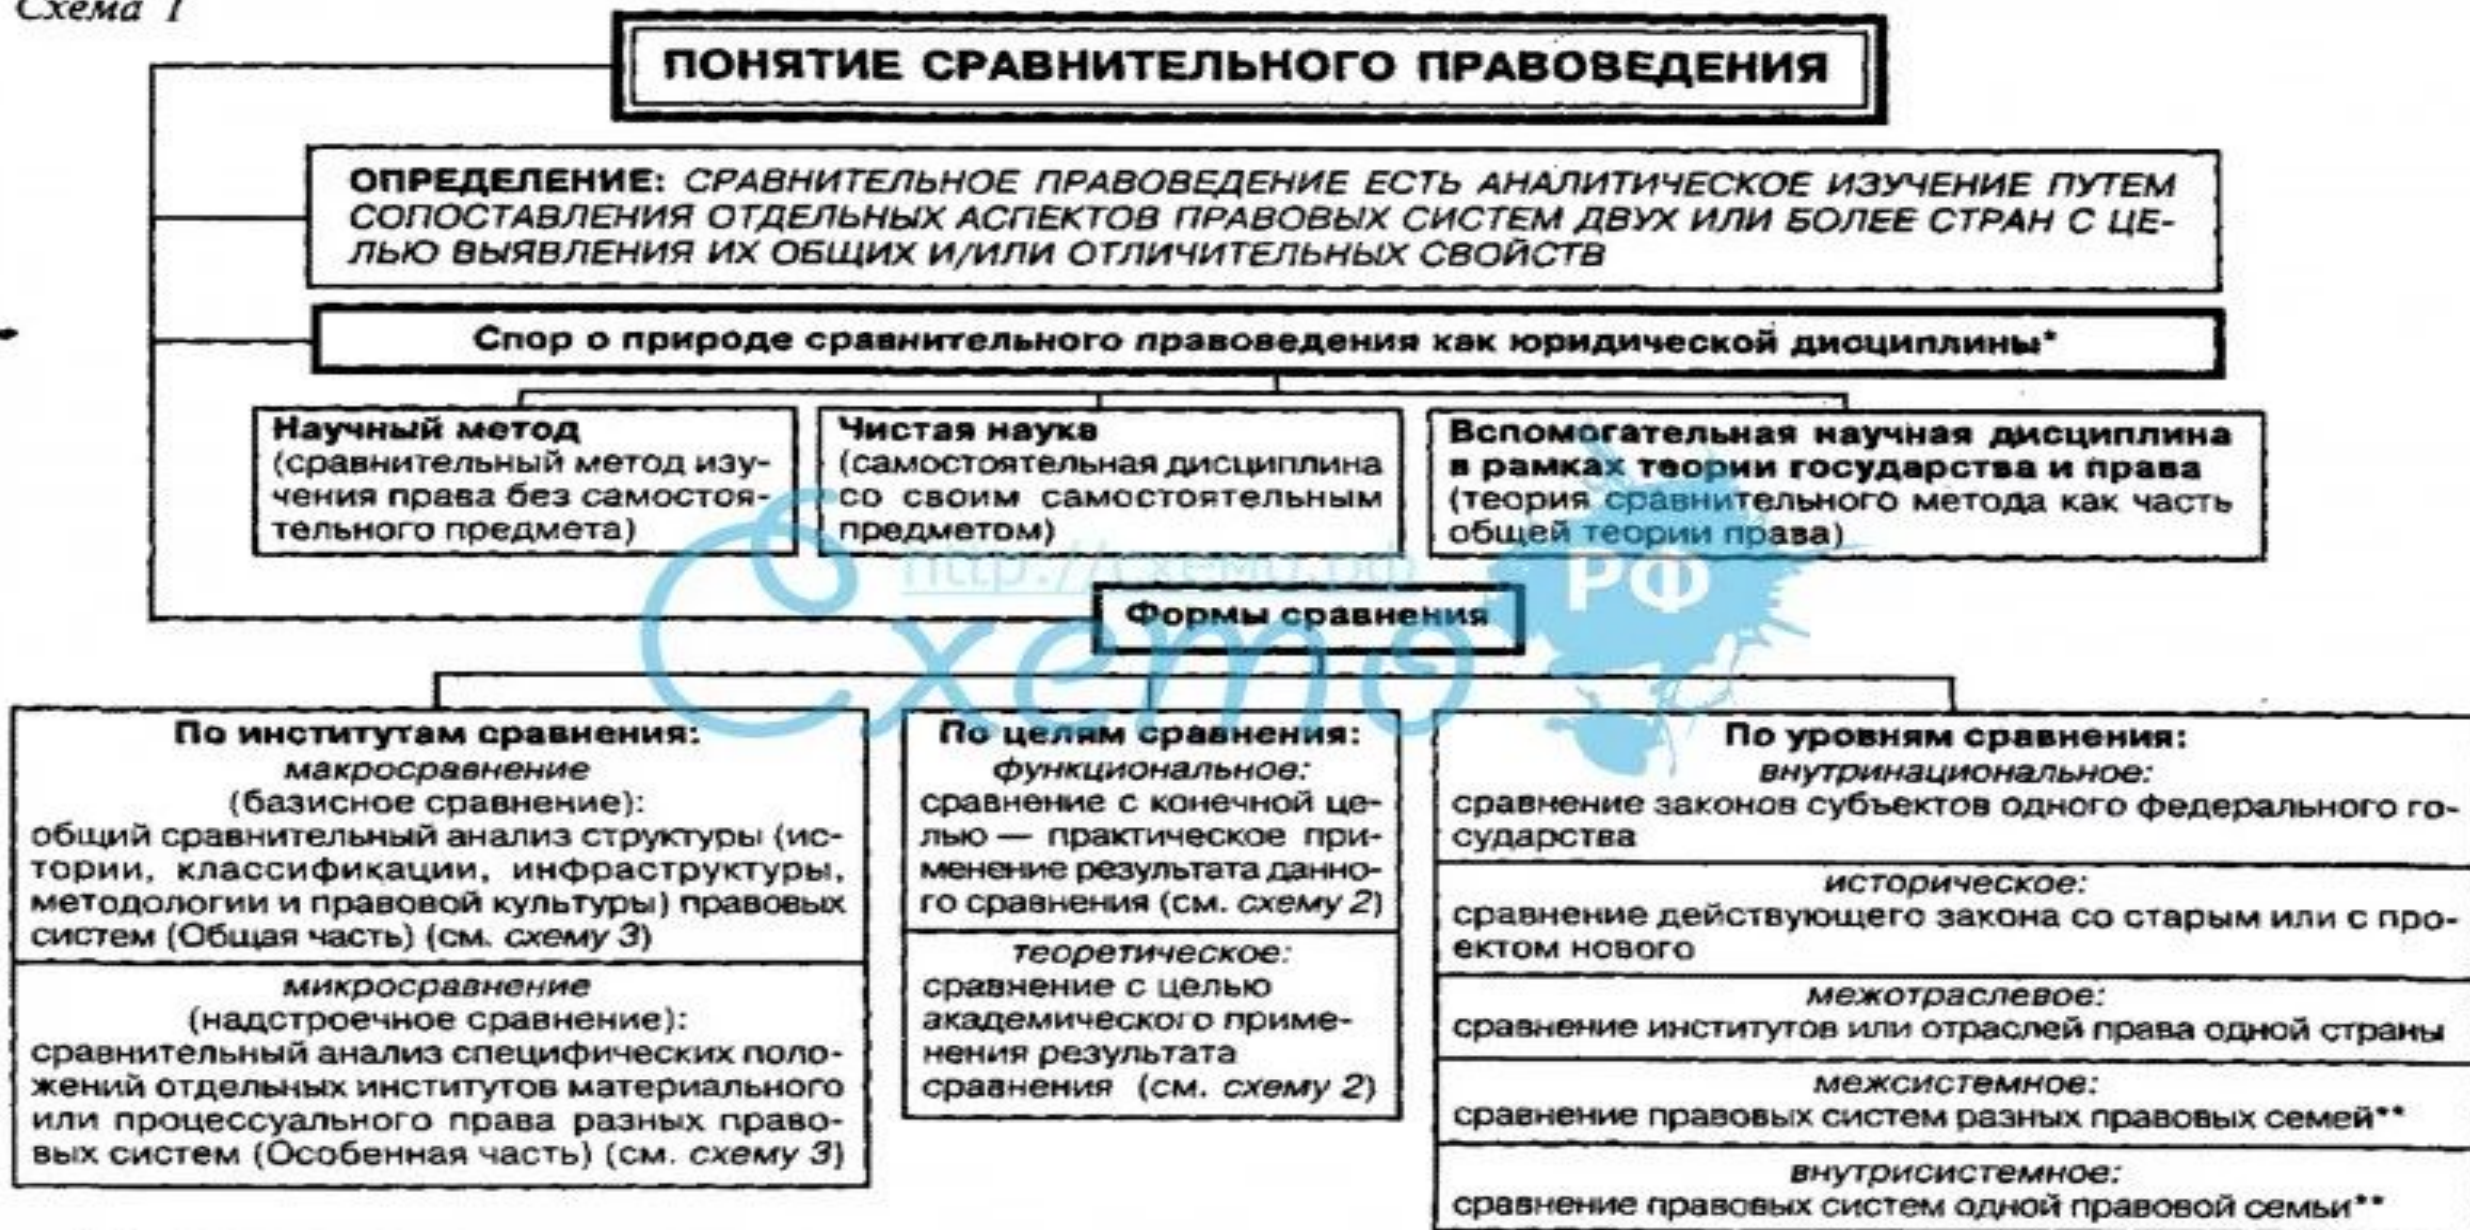 Схема 1
ПОНЯТИЕ СРАВНИТЕЛЬНОГО ПРАВОВЕДЕНИЯ
ОПРЕДЕЛЕНИЕ: СРАВНИТЕЛЬНОЕ ПРАВОВЕДЕНИЕ ЕСТЬ АНАЛИТИЧЕСКОЕ ИЗУЧЕНИЕ ПУТЕМ
СОПОСТАВЛЕНИЯ ОТДЕЛЬНЫХ АСПЕКТОВ ПРАВОВЫХ СИСТЕМ ДВУХ ИЛИ БОЛЕЕ СТРАН С ЦЕ-
ЛЬЮ ВЫЯВЛЕНИЯ ИХ ОБЩИХ И/ИЛИ ОТЛИЧИТЕЛЬНЫХ СВОЙСТВ
Спор о природе сравнительного правоведения как юридической дисциплины*
Научный метод
(сравнительный метод изу-
чения права без самостоя-
тельного предмета)
Чистая наука
(самостоятельная дисциплина
со своим самостоятельным
предметом)
Вспомогательная научная дисциплина
в рамках теории государства и права
(теория сравнительного метода как часть
общей теории права)
http://схемо.рф
Схемо
РФ
Формы сравнения
По институтам сравнения:
макросравнение
(базисное сравнение):
общий сравнительный анализ структуры (ис-
тории, классификации, инфраструктуры,
методологии и правовой культуры) правовых
систем (Общая часть) (см. схему 3)
микросравнение
(надстроечное сравнение):
сравнительный анализ специфических поло-
жений отдельных институтов материального
или процессуального права разных право-
вых систем (Особенная часть) (см. схему 3)
По целям сравнения:
функциональное:
сравнение с конечной це-
лью — практическое при-
менение результата данно-
го сравнения (см. схему 2)
теоретическое:
сравнение с целью
академического приме-
нения результата
сравнения (см. схему 2)
По уровням сравнения:
внутринациональное:
сравнение законов субъектов одного федерального го-
сударства
историческое:
сравнение действующего закона со старым или с про-
ектом нового
межотраслевое:
сравнение институтов или отраслей права одной страны
межсистемное:
сравнение правовых систем разных правовых семей**
внутрисистемное:
сравнение правовых систем одной правовой семьи**